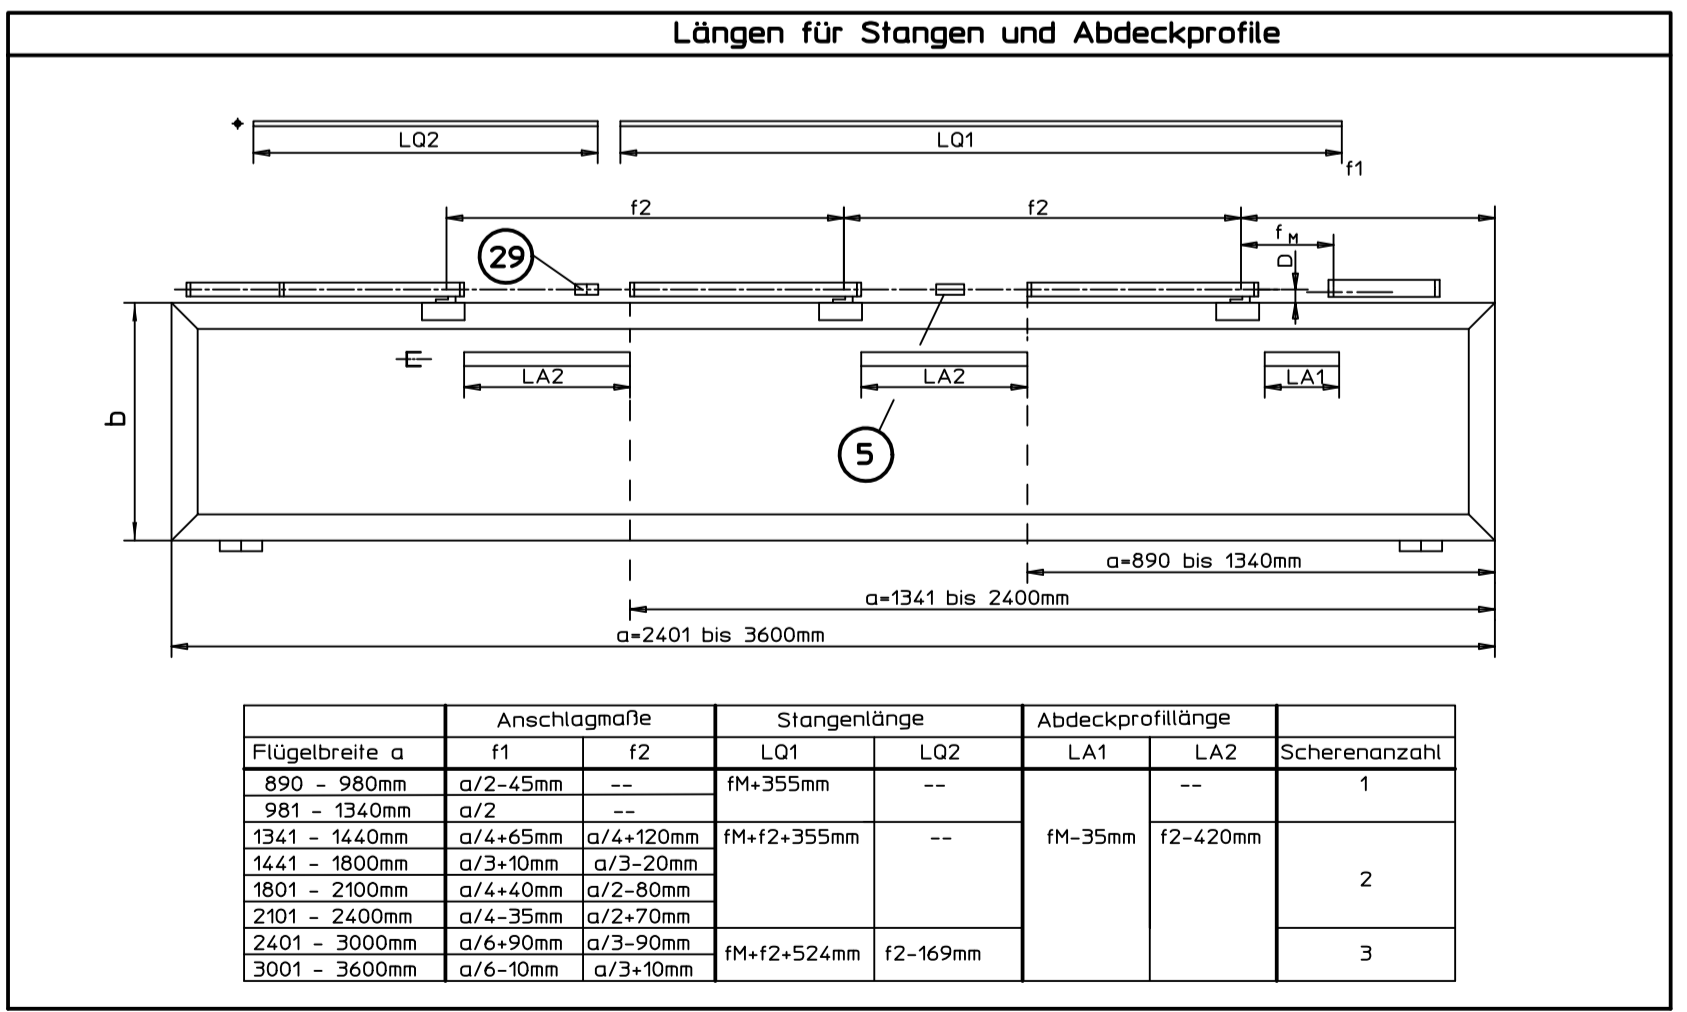 Längen für Stangen und Abdeckprofile
LQ2
LQ1
f1
f2
f2
fM
D
29
LA2
LA2
LA1
b
5
a=890 bis 1340mm
a=1341 bis 2400mm
a=2401 bis 3600mm
Anschlagmaße Stangenlänge Abdeckprofillänge
Flügelbreite a f1 f2 LQ1 LQ2 LA1 LA2 Scherenanzahl
890 - 980mm a/2-45mm -- fM+355mm -- -- 1
981 - 1340mm a/2 --
1341 - 1440mm a/4+65mm a/4+120mm fM+f2+355mm -- fM-35mm f2-420mm
1441 - 1800mm a/3+10mm a/3-20mm
1801 - 2100mm a/4+40mm a/2-80mm 2
2101 - 2400mm a/4-35mm a/2+70mm
2401 - 3000mm a/6+90mm a/3-90mm fM+f2+524mm f2-169mm 3
3001 - 3600mm a/6-10mm a/3+10mm